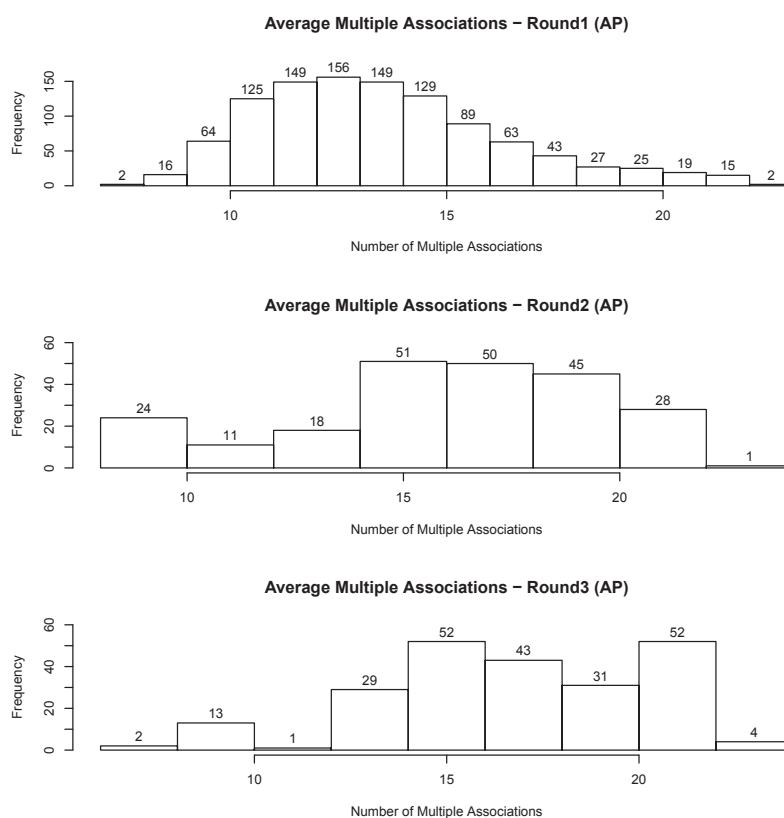 Average Multiple Associations − Round1 (AP)
Frequency
0 50 100 150
2 16 64 125 149 156 149 129 89 63 43 27 25 19 15 2
10 15 20
Number of Multiple Associations
Average Multiple Associations − Round2 (AP)
Frequency
0 20 40 60
24 11 18 51 50 45 28 1
10 15 20
Number of Multiple Associations
Average Multiple Associations − Round3 (AP)
Frequency
0 20 40 60
2 13 1 29 52 43 31 52 4
10 15 20
Number of Multiple Associations